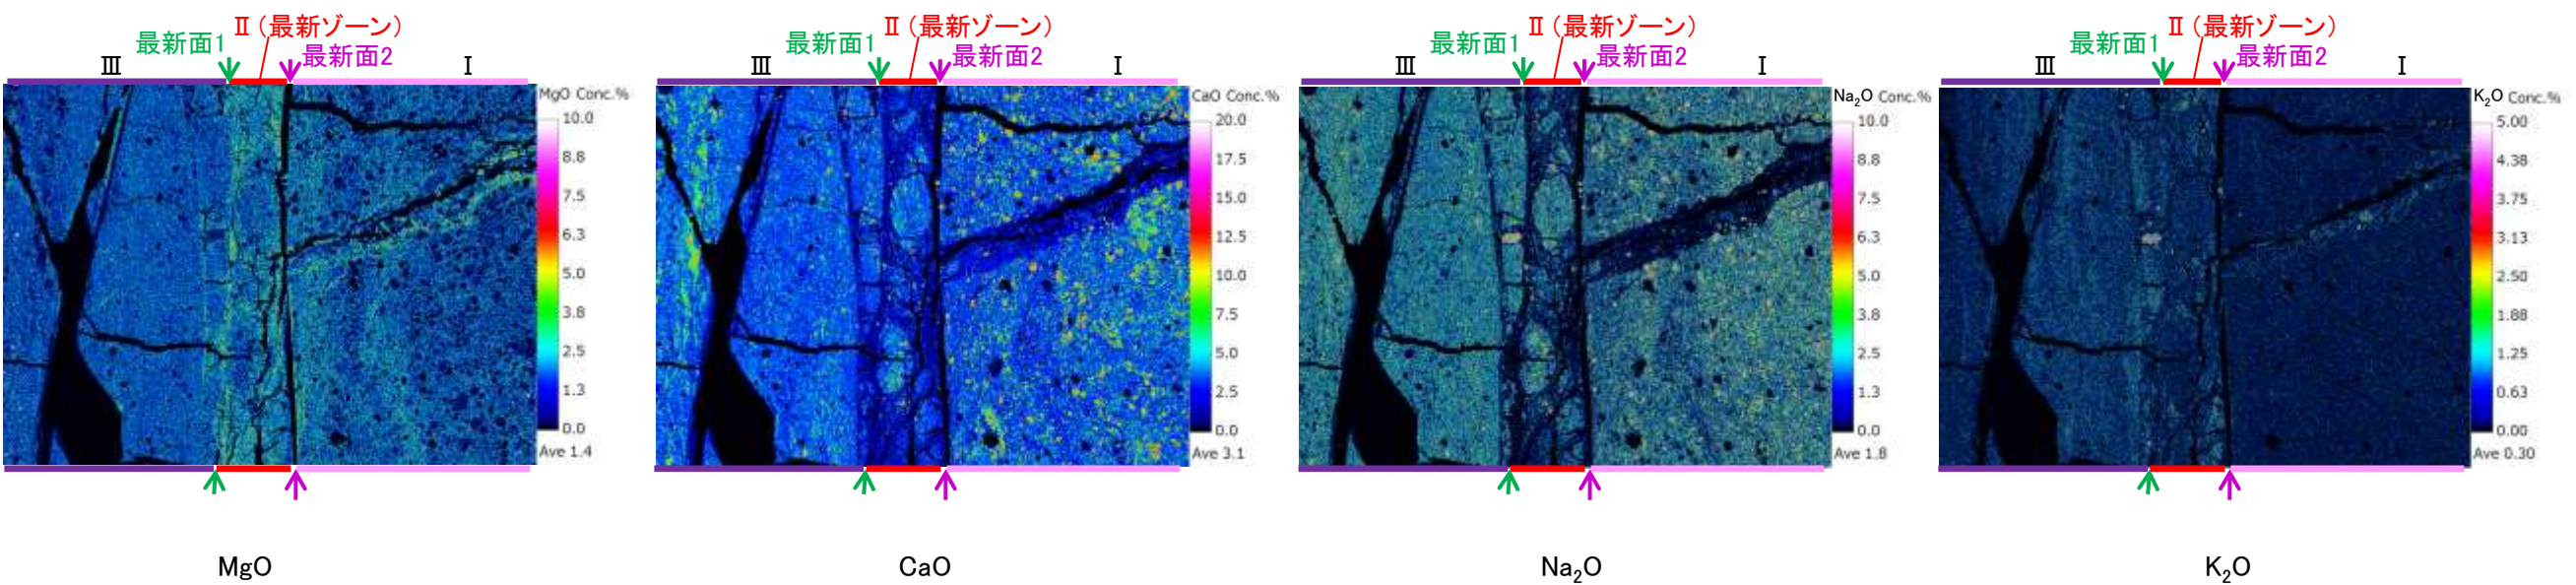 Ⅱ（最新ゾーン）
最新面1
最新面2
Ⅲ
Ⅰ
MgO Conc.%
10.0
8.8
7.5
6.3
5.0
3.8
2.5
1.3
0.0
Ave 1.4
MgO
Ⅱ（最新ゾーン）
最新面1
最新面2
Ⅲ
Ⅰ
CaO Conc.%
20.0
17.5
15.0
12.5
10.0
7.5
5.0
2.5
0.0
Ave 3.1
CaO
Ⅱ（最新ゾーン）
最新面1
最新面2
Ⅲ
Ⅰ
Na₂O Conc.%
10.0
8.8
7.5
6.3
5.0
3.8
2.5
1.3
0.0
Ave 1.8
Na₂O
Ⅱ（最新ゾーン）
最新面1
最新面2
Ⅲ
Ⅰ
K₂O Conc.%
5.00
4.38
3.75
3.13
2.50
1.88
1.25
0.63
0.00
Ave 0.30
K₂O